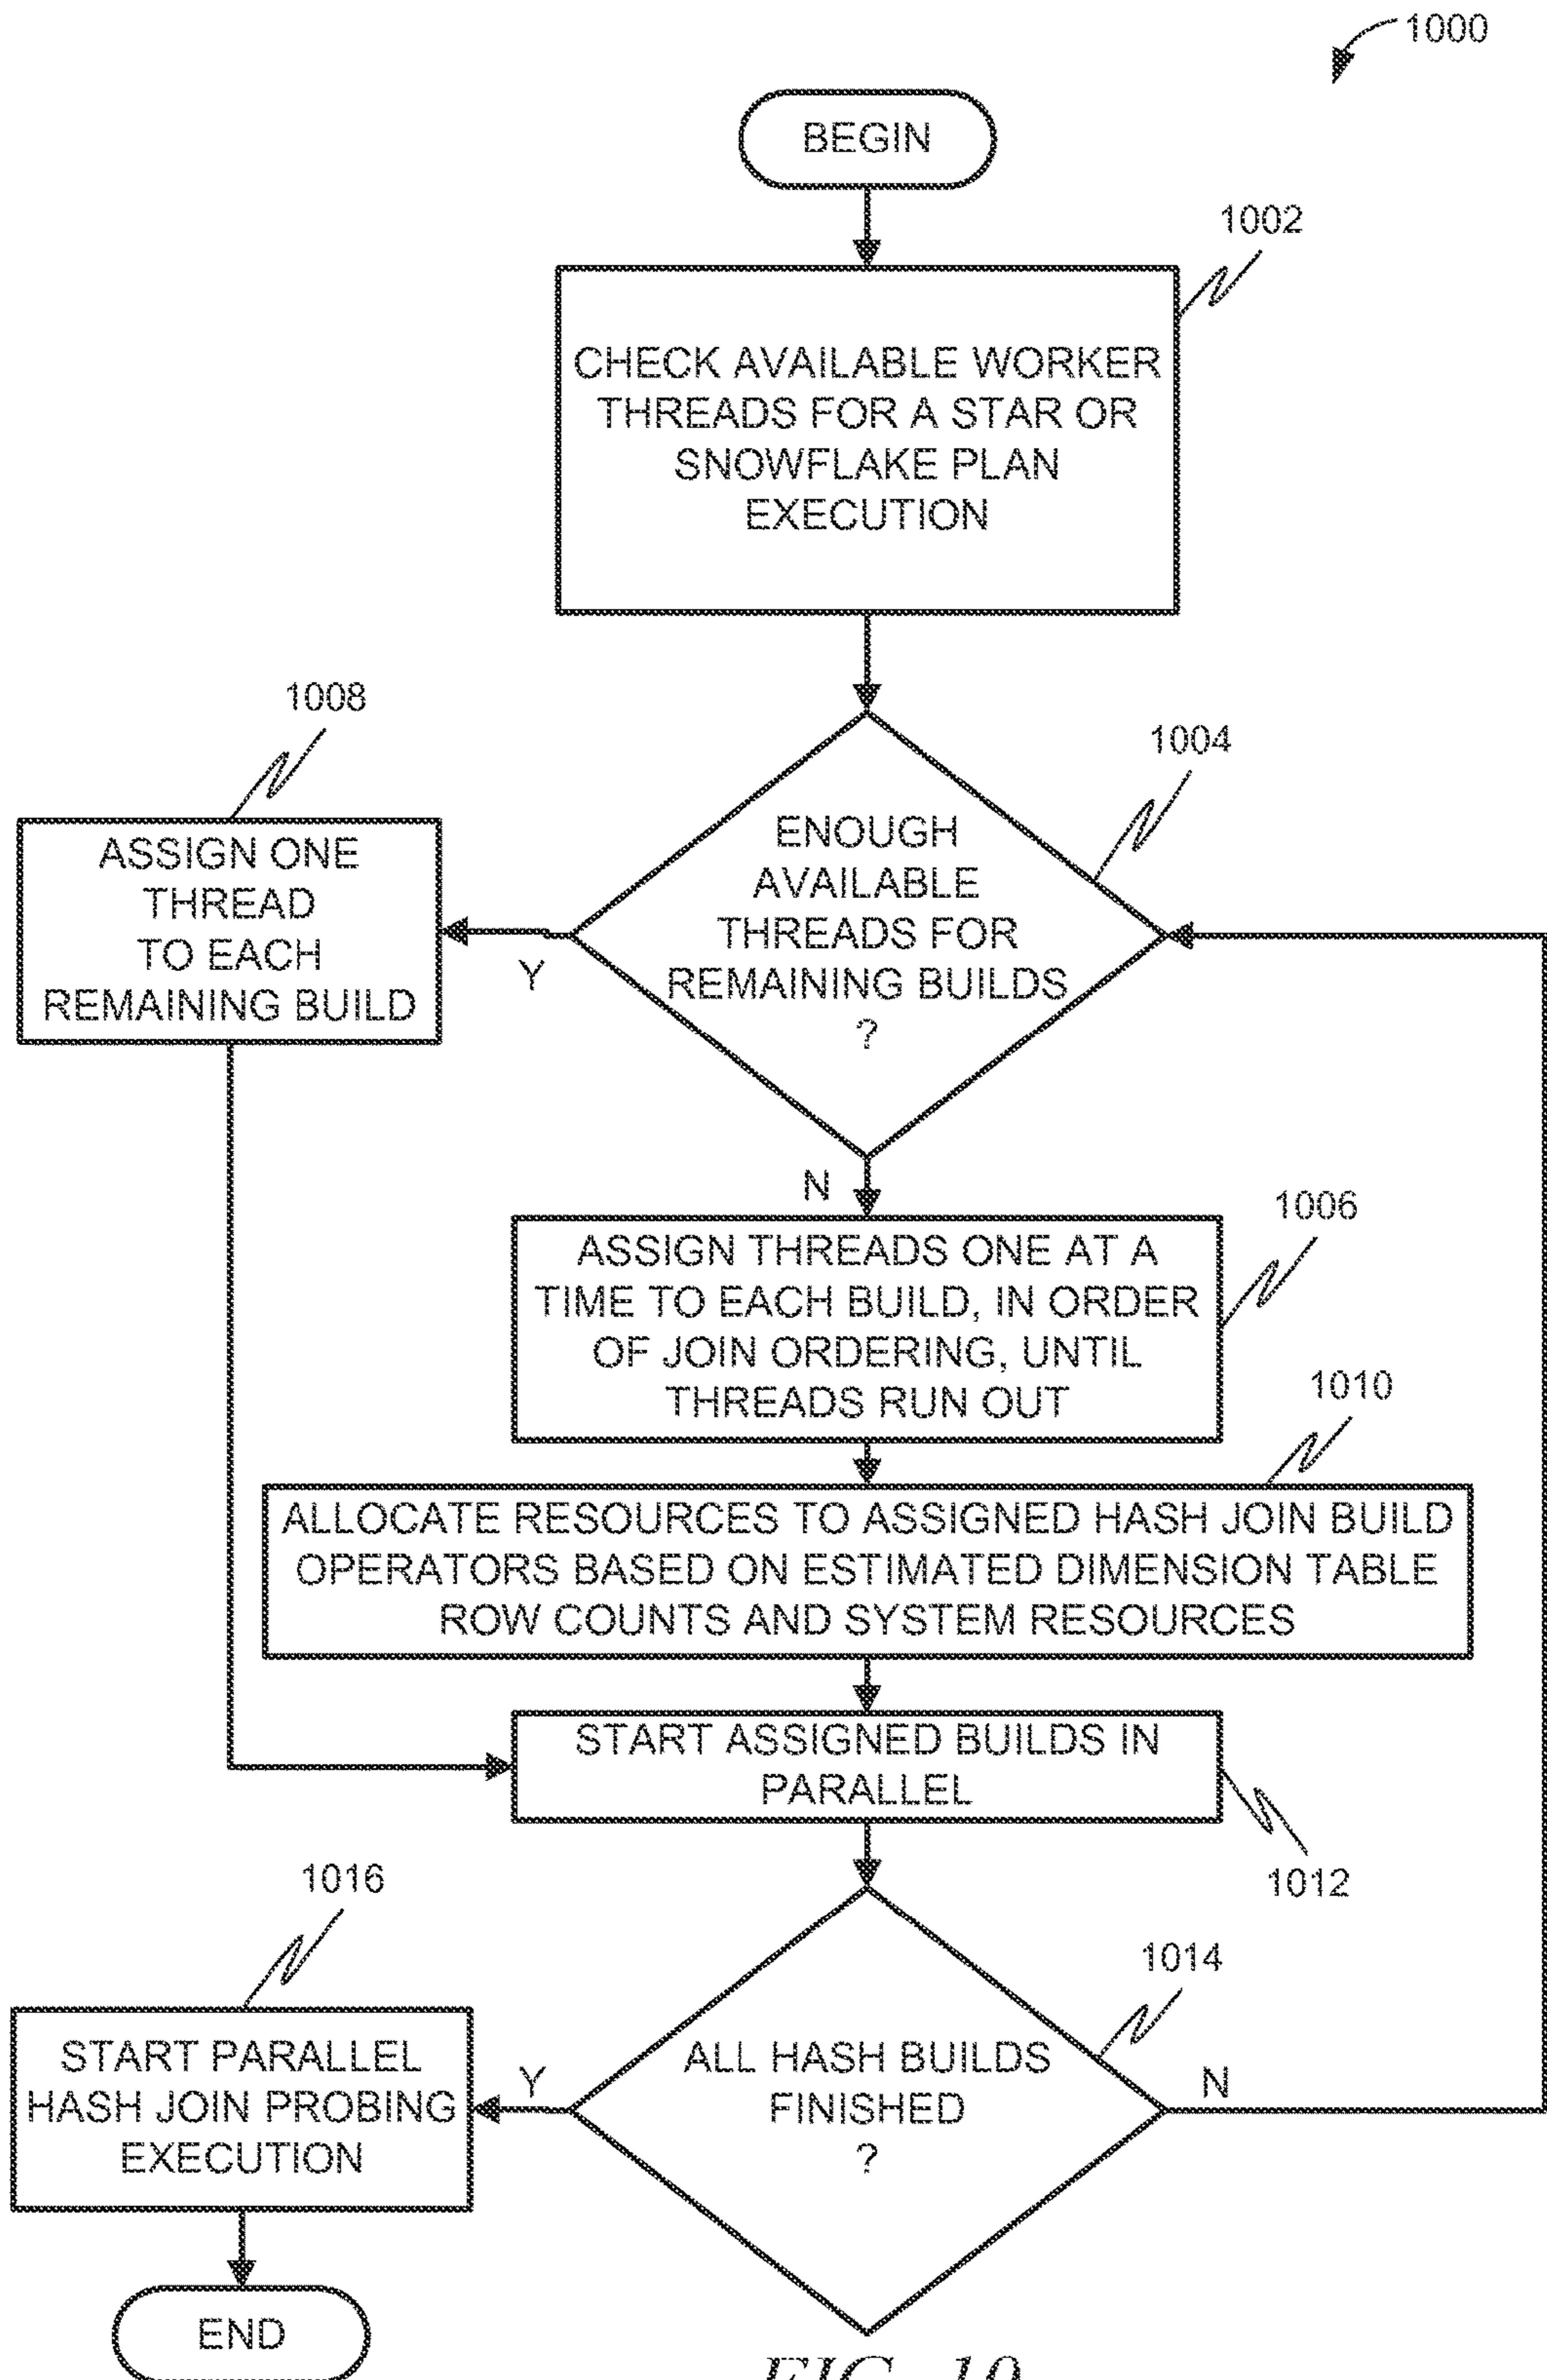 1000
BEGIN
1002
CHECK AVAILABLE WORKER
THREADS FOR A STAR OR
SNOWFLAKE PLAN
EXECUTION
1008
1004
ASSIGN ONE
THREAD
TO EACH
REMAINING BUILD
Y
ENOUGH
AVAILABLE
THREADS FOR
REMAINING BUILDS
?
N
1006
ASSIGN THREADS ONE AT A
TIME TO EACH BUILD, IN ORDER
OF JOIN ORDERING, UNTIL
THREADS RUN OUT
1010
ALLOCATE RESOURCES TO ASSIGNED HASH JOIN BUILD
OPERATORS BASED ON ESTIMATED DIMENSION TABLE
ROW COUNTS AND SYSTEM RESOURCES
START ASSIGNED BUILDS IN
PARALLEL
1012
1016
1014
START PARALLEL
HASH JOIN PROBING
EXECUTION
Y
ALL HASH BUILDS
FINISHED
?
N
END
FIG. 10